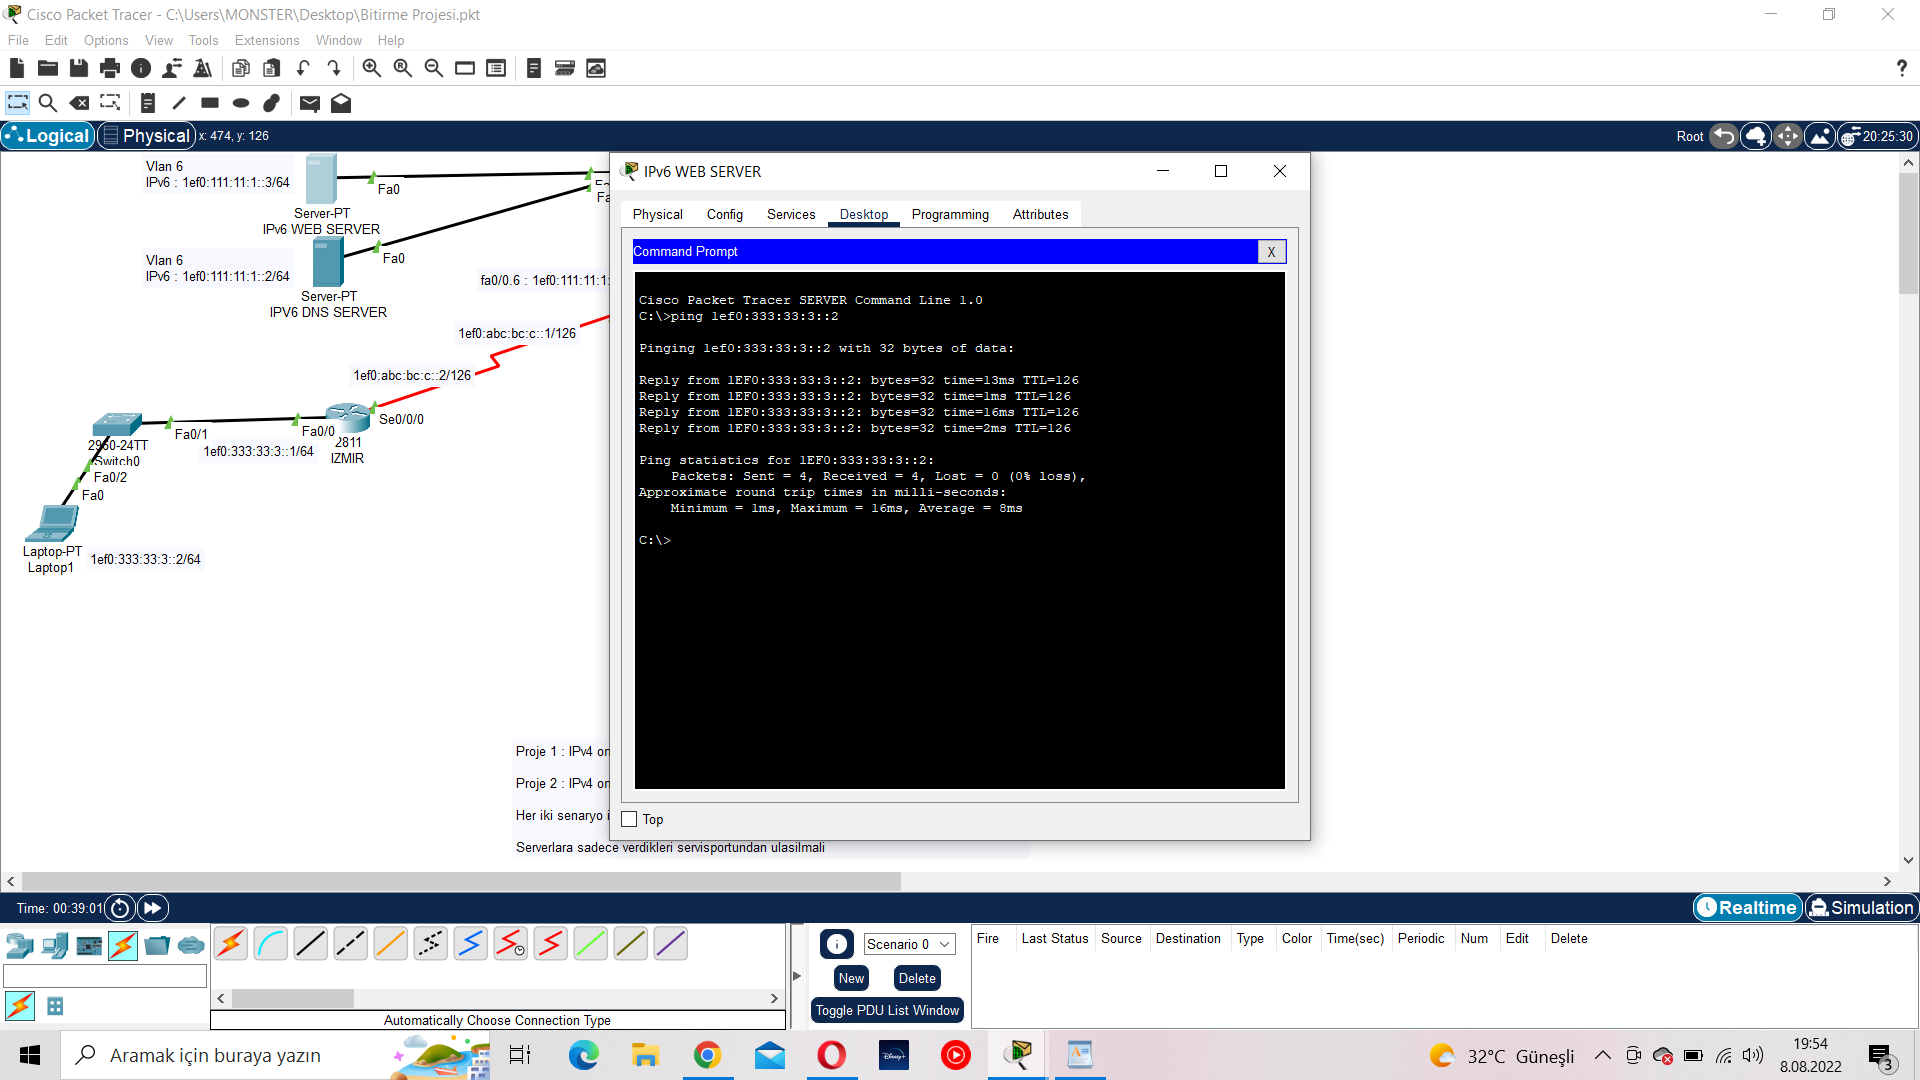 Cisco Packet Tracer - C:\Users\MONSTER\Desktop\Bitirme Projesi.pkt
File Edit Options View Tools Extensions Window Help
?
Logical Physical x: 474, y: 126
Root 20:25:30
Vlan 6
IPv6 : 1ef0:111:11:1::3/64
Fa0
Server-PT
IPv6 WEB SERVER
Fa
Vlan 6
IPv6 : 1ef0:111:11:1::2/64
Fa0
Server-PT
IPV6 DNS SERVER
fa0/0.6 : 1ef0:111:11:1:
1ef0:abc:bc:c::1/126
1ef0:abc:bc:c::2/126
Se0/0/0
Fa0/0
Fa0/1
1ef0:333:33:3::1/64
2811
IZMIR
2950-24TT
Switch0
Fa0/2
Fa0
Laptop-PT
Laptop1
1ef0:333:33:3::2/64
Proje 1 : IPv4 or
Proje 2 : IPv4 or
Her iki senaryo i
Serverlara sadece verdikleri servisportundan ulasilmali
IPv6 WEB SERVER
Physical Config Services Desktop Programming Attributes
Command Prompt X
Cisco Packet Tracer SERVER Command Line 1.0
C:\>ping 1ef0:333:33:3::2
Pinging 1ef0:333:33:3::2 with 32 bytes of data:
Reply from 1EF0:333:33:3::2: bytes=32 time=13ms TTL=126
Reply from 1EF0:333:33:3::2: bytes=32 time=1ms TTL=126
Reply from 1EF0:333:33:3::2: bytes=32 time=16ms TTL=126
Reply from 1EF0:333:33:3::2: bytes=32 time=2ms TTL=126
Ping statistics for 1EF0:333:33:3::2:
Packets: Sent = 4, Received = 4, Lost = 0 (0% loss),
Approximate round trip times in milli-seconds:
Minimum = 1ms, Maximum = 16ms, Average = 8ms
C:\>
Top
Time: 00:39:01
Realtime Simulation
Automatically Choose Connection Type
Scenario 0
New Delete
Toggle PDU List Window
Fire Last Status Source Destination Type Color Time(sec) Periodic Num Edit Delete
Aramak için buraya yazın
Disney+
32°C Güneşli
19:54
8.08.2022
3